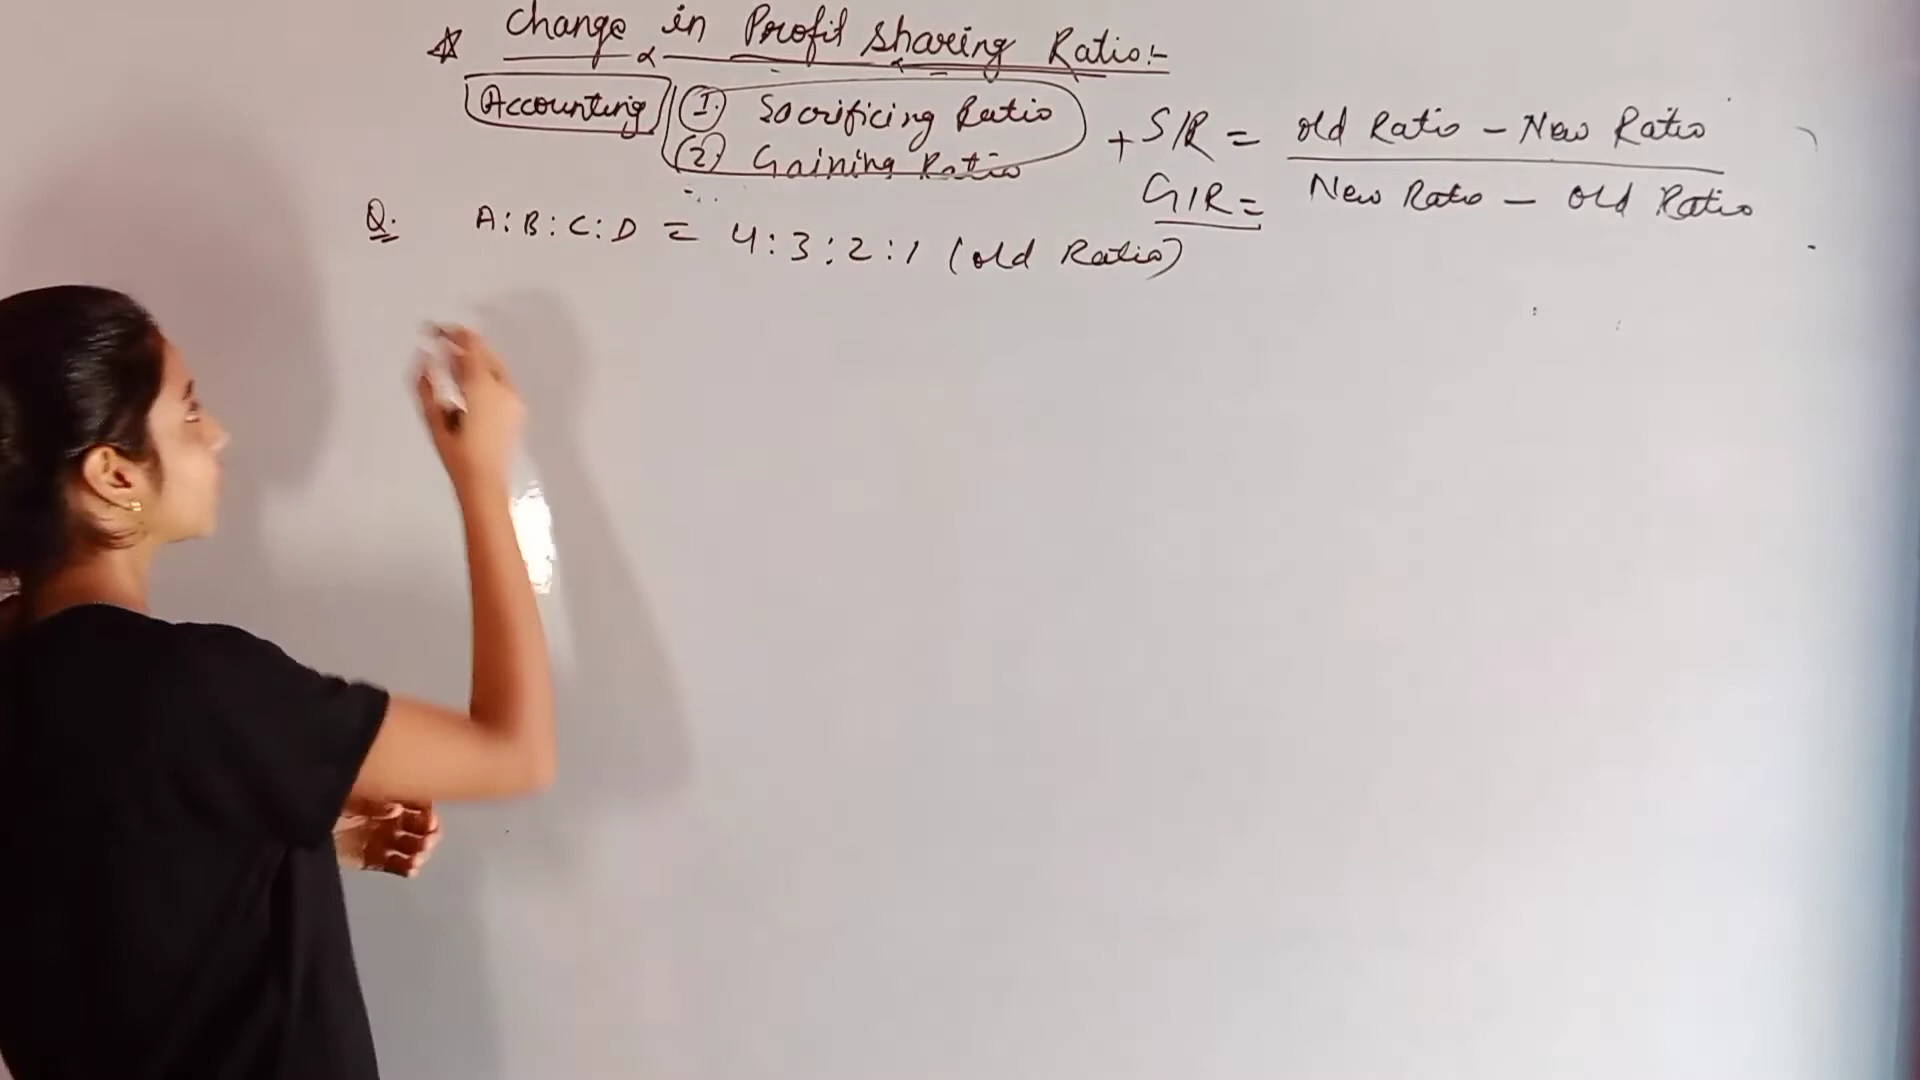 ☆ Change in Profit Sharing Ratio:-
Accounting
(1.) Sacrificing Ratio
(2) Gaining Ratio
+ S/R = Old Ratio - New Ratio
G/R = New Ratio - Old Ratio
Q. A:B:C:D = 4:3:2:1 (Old Ratio)